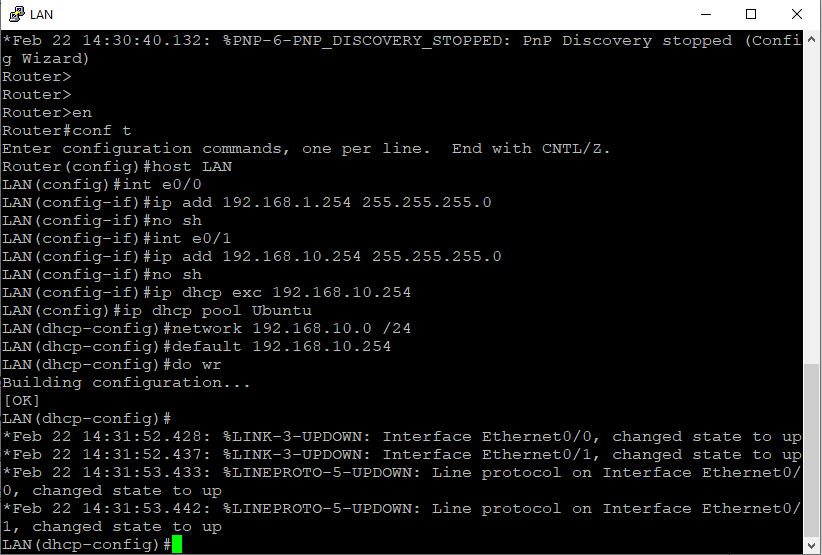 LAN
*Feb 22 14:30:40.132: %PNP-6-PNP_DISCOVERY_STOPPED: PnP Discovery stopped (Confi
g Wizard)
Router>
Router>
Router>en
Router#conf t
Enter configuration commands, one per line.  End with CNTL/Z.
Router(config)#host LAN
LAN(config)#int e0/0
LAN(config-if)#ip add 192.168.1.254 255.255.255.0
LAN(config-if)#no sh
LAN(config-if)#int e0/1
LAN(config-if)#ip add 192.168.10.254 255.255.255.0
LAN(config-if)#no sh
LAN(config-if)#ip dhcp exc 192.168.10.254
LAN(config)#ip dhcp pool Ubuntu
LAN(dhcp-config)#network 192.168.10.0 /24
LAN(dhcp-config)#default 192.168.10.254
LAN(dhcp-config)#do wr
Building configuration...
[OK]
LAN(dhcp-config)#
*Feb 22 14:31:52.428: %LINK-3-UPDOWN: Interface Ethernet0/0, changed state to up
*Feb 22 14:31:52.437: %LINK-3-UPDOWN: Interface Ethernet0/1, changed state to up
*Feb 22 14:31:53.433: %LINEPROTO-5-UPDOWN: Line protocol on Interface Ethernet0/
0, changed state to up
*Feb 22 14:31:53.442: %LINEPROTO-5-UPDOWN: Line protocol on Interface Ethernet0/
1, changed state to up
LAN(dhcp-config)#